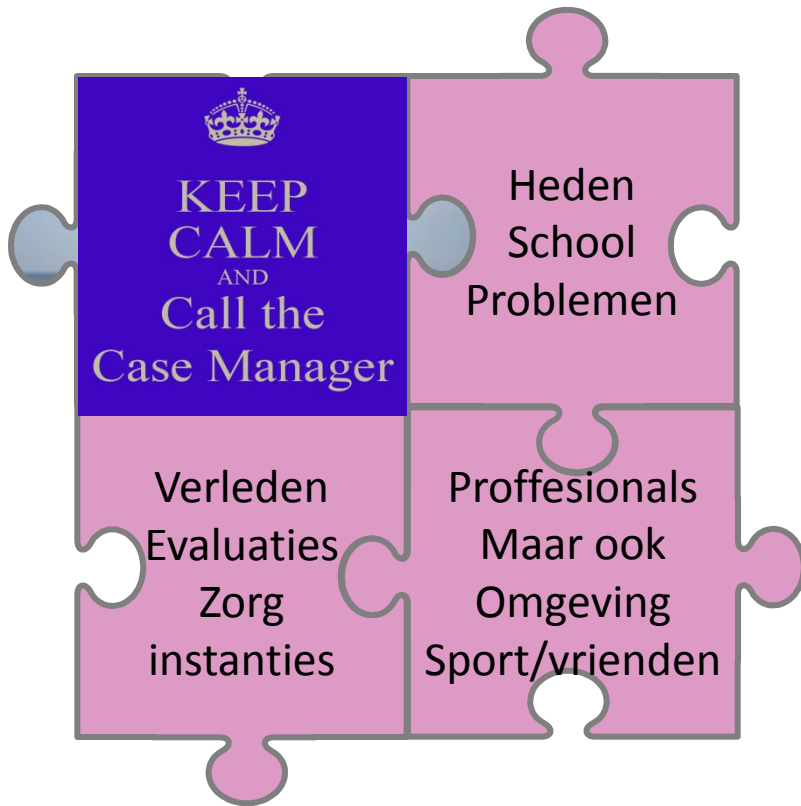 KEEP
CALM
AND
Call the
Case Manager
Heden
School
Problemen
Verleden
Evaluaties
Zorg
instanties
Proffesionals
Maar ook
Omgeving
Sport/vrienden